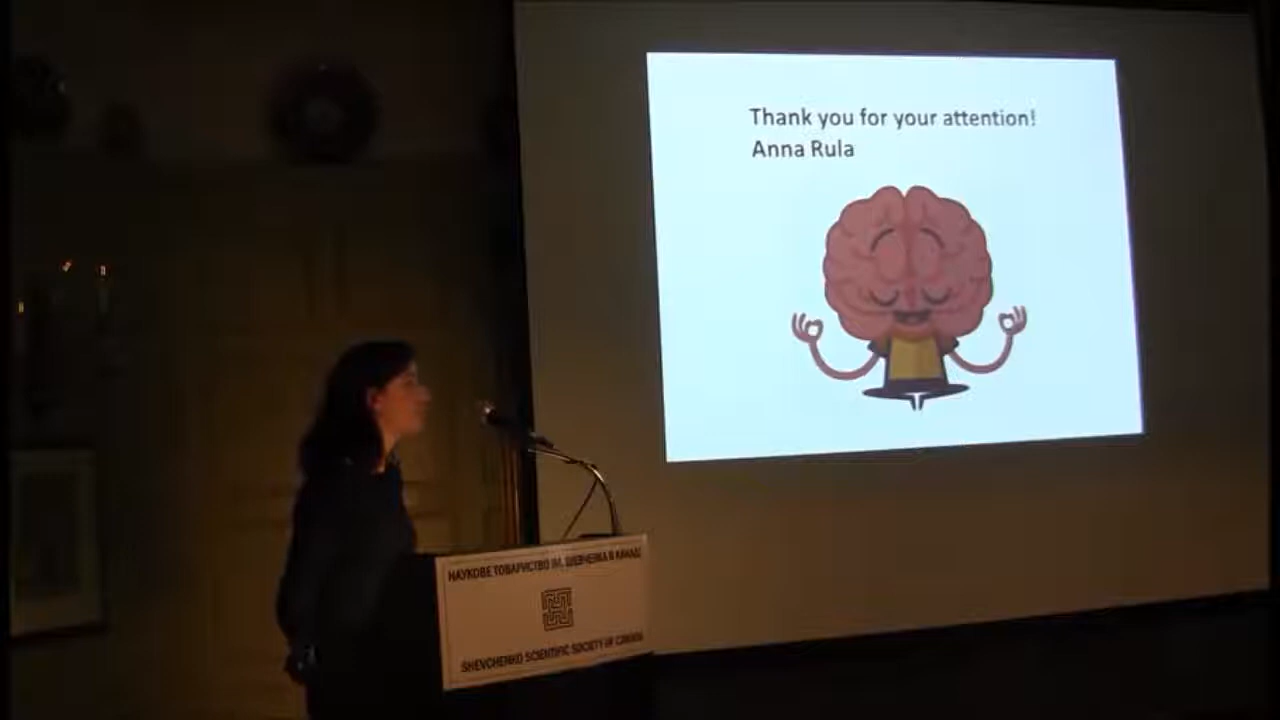 Thank you for your attention!
Anna Rula
НАУКОВЕ ТОВАРИСТВО ІМ. ШЕВЧЕНКА В КАНАДІ
SHEVCHENKO SCIENTIFIC SOCIETY OF CANADA